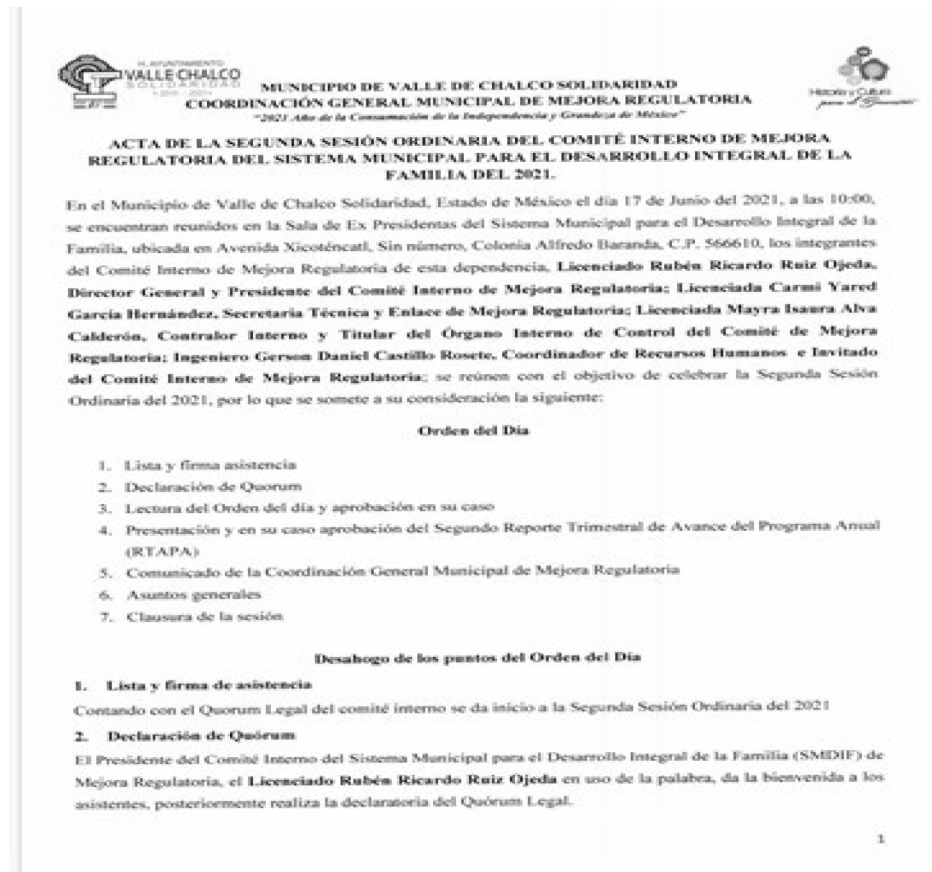 H. AYUNTAMIENTO
VALLE CHALCO
SOLIDARIDAD
Historia y Cultura
para el
MUNICIPIO DE VALLE DE CHALCO SOLIDARIDAD
COORDINACIÓN GENERAL MUNICIPAL DE MEJORA REGULATORIA
"2021 Año de la Consumación de la Independencia y Grandeza de México"
ACTA DE LA SEGUNDA SESIÓN ORDINARIA DEL COMITÉ INTERNO DE MEJORA
REGULATORIA DEL SISTEMA MUNICIPAL PARA EL DESARROLLO INTEGRAL DE LA
FAMILIA DEL 2021.
En el Municipio de Valle de Chalco Solidaridad, Estado de México el día 17 de Junio del 2021, a las 10:00,
se encuentran reunidos en la Sala de Ex Presidentas del Sistema Municipal para el Desarrollo Integral de la
Familia, ubicada en Avenida Xicoténcatl, Sin número, Colonia Alfredo Baranda, C.P. 566610, los integrantes
del Comité Interno de Mejora Regulatoria de esta dependencia, Licenciado Rubén Ricardo Ruiz Ojeda,
Director General y Presidente del Comité Interno de Mejora Regulatoria; Licenciada Carmi Yared
García Hernández, Secretaria Técnica y Enlace de Mejora Regulatoria; Licenciada Mayra Isaura Alva
Calderón, Contralor Interno y Titular del Órgano Interno de Control del Comité de Mejora
Regulatoria; Ingeniero Gerson Daniel Castillo Rosete, Coordinador de Recursos Humanos e Invitado
del Comité Interno de Mejora Regulatoria; se reúnen con el objetivo de celebrar la Segunda Sesión
Ordinaria del 2021, por lo que se somete a su consideración la siguiente:
Orden del Día
1. Lista y firma asistencia
2. Declaración de Quorum
3. Lectura del Orden del día y aprobación en su caso
4. Presentación y en su caso aprobación del Segundo Reporte Trimestral de Avance del Programa Anual
(RTAPA)
5. Comunicado de la Coordinación General Municipal de Mejora Regulatoria
6. Asuntos generales
7. Clausura de la sesión
Desahogo de los puntos del Orden del Día
1. Lista y firma de asistencia
Contando con el Quorum Legal del comité interno se da inicio a la Segunda Sesión Ordinaria del 2021
2. Declaración de Quórum
El Presidente del Comité Interno del Sistema Municipal para el Desarrollo Integral de la Familia (SMDIF) de
Mejora Regulatoria, el Licenciado Rubén Ricardo Ruiz Ojeda en uso de la palabra, da la bienvenida a los
asistentes, posteriormente realiza la declaratoria del Quórum Legal.
1